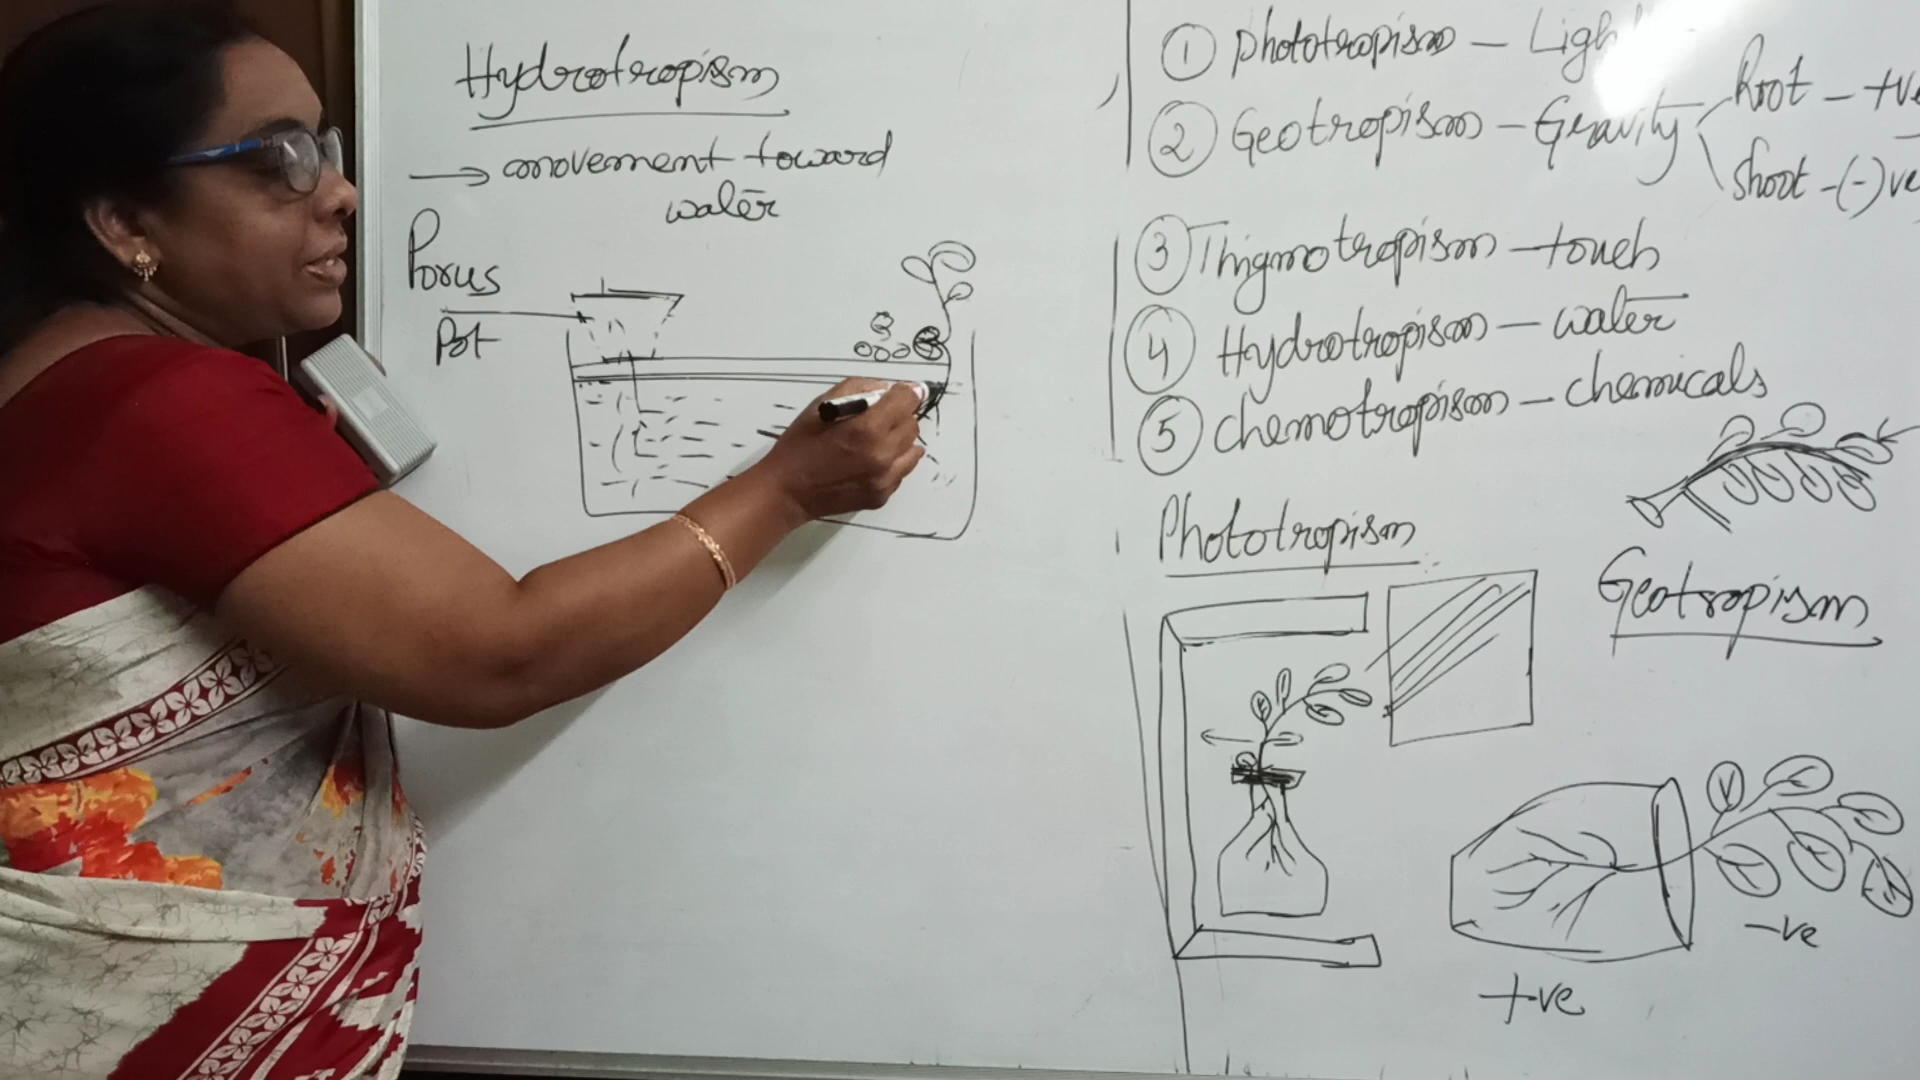 Hydrotropism
→ movement toward
water
Porus
Pot
① Phototropism – Light
② Geotropism – Gravity
Root – +ve
Shoot – (-)ve
③ Thigmotropism – touch
④ Hydrotropism – water
⑤ Chemotropism – chemicals
Phototropism
Geotropism
-ve
+ve